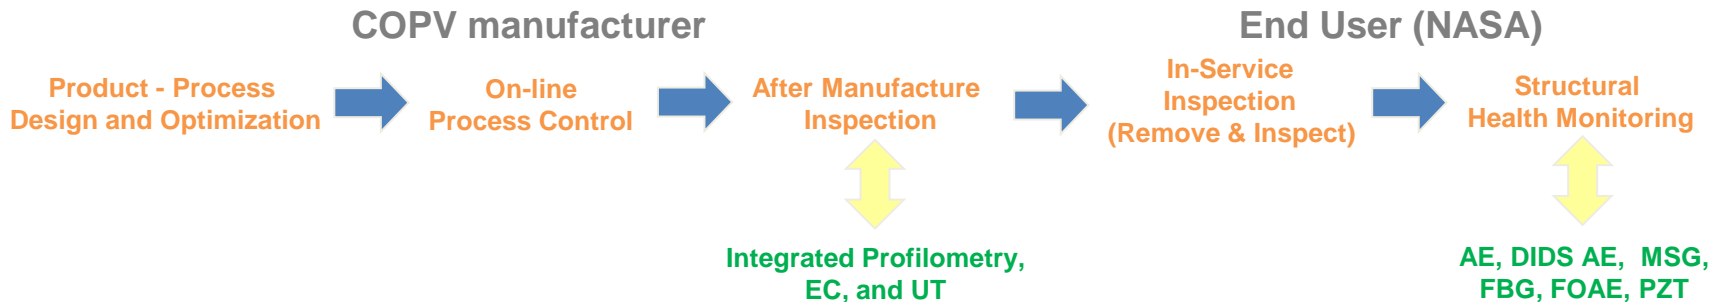 COPV manufacturer
End User (NASA)
Product - Process
Design and Optimization
On-line
Process Control
After Manufacture
Inspection
In-Service
Inspection
(Remove & Inspect)
Structural
Health Monitoring
Integrated Profilometry,
EC, and UT
AE, DIDS AE,  MSG,
FBG, FOAE, PZT